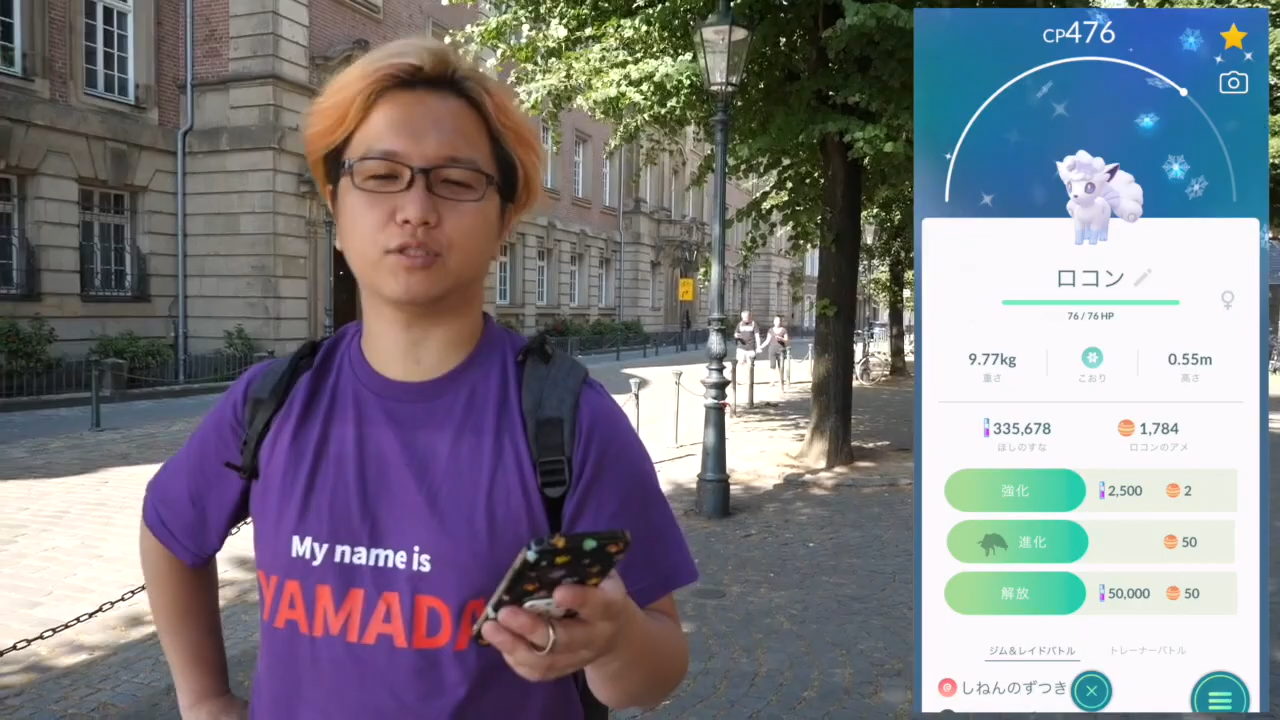 My name is
YAMADA
CP476
ロコン
76 / 76 HP
9.77kg
重さ
こおり
0.55m
高さ
335,678
ほしのすな
1,784
ロコンのアメ
強化
2,500
2
進化
50
解放
50,000
50
ジム&レイドバトル
トレーナーバトル
しねんのずつき